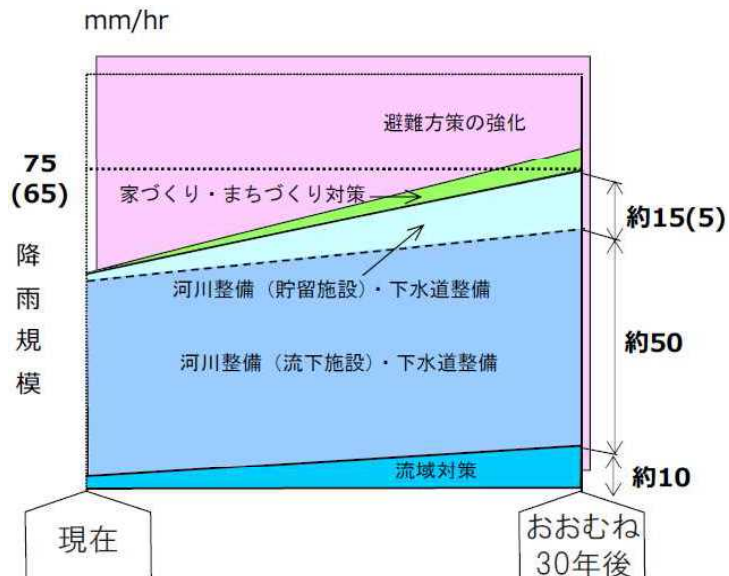 mm/hr
避難方策の強化
75
(65)
家づくり・まちづくり対策
約15(5)
降雨規模
河川整備（貯留施設）・下水道整備
約50
河川整備（流下施設）・下水道整備
流域対策
約10
現在
おおむね
30年後